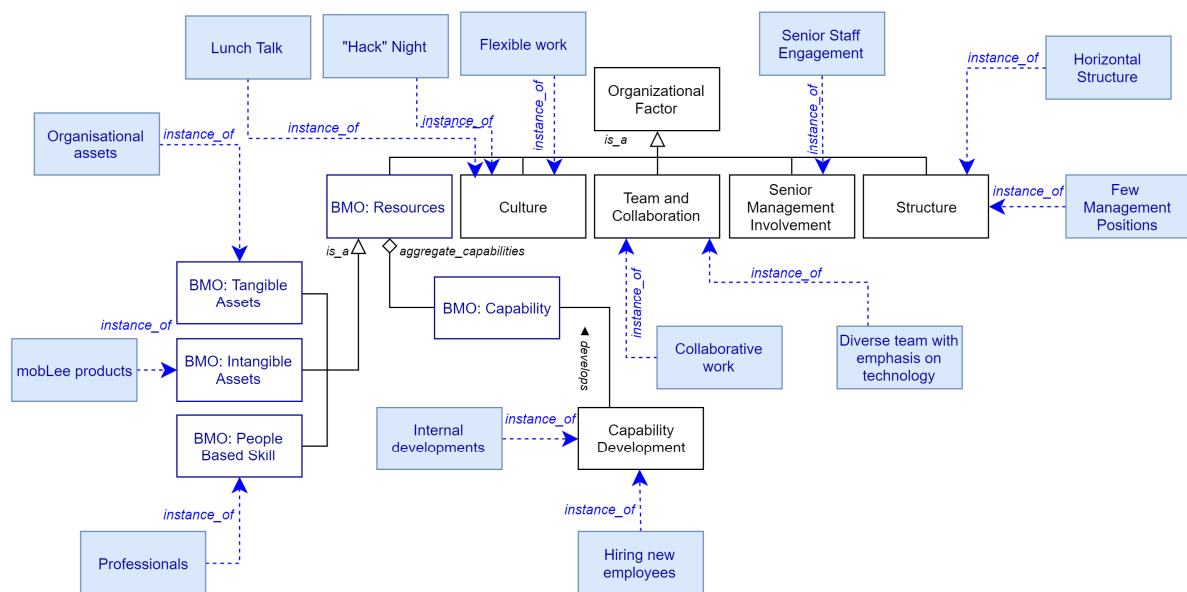 Lunch Talk
"Hack" Night
Flexible work
Senior Staff
Engagement
Horizontal
Structure
Organizational
Factor
Organisational
assets
instance_of
instance_of
instance_of
instance_of
instance_of
instance_of
is_a
BMO: Resources
Culture
Team and
Collaboration
Senior
Management
Involvement
Structure
instance_of
Few
Management
Positions
is_a
aggregate_capabilities
BMO: Tangible
Assets
BMO: Capability
instance_of
instance_of
instance_of
mobLee products
BMO: Intangible
Assets
develops
Collaborative
work
Diverse team with
emphasis on
technology
BMO: People
Based Skill
Internal
developments
instance_of
Capability
Development
instance_of
instance_of
Professionals
Hiring new
employees